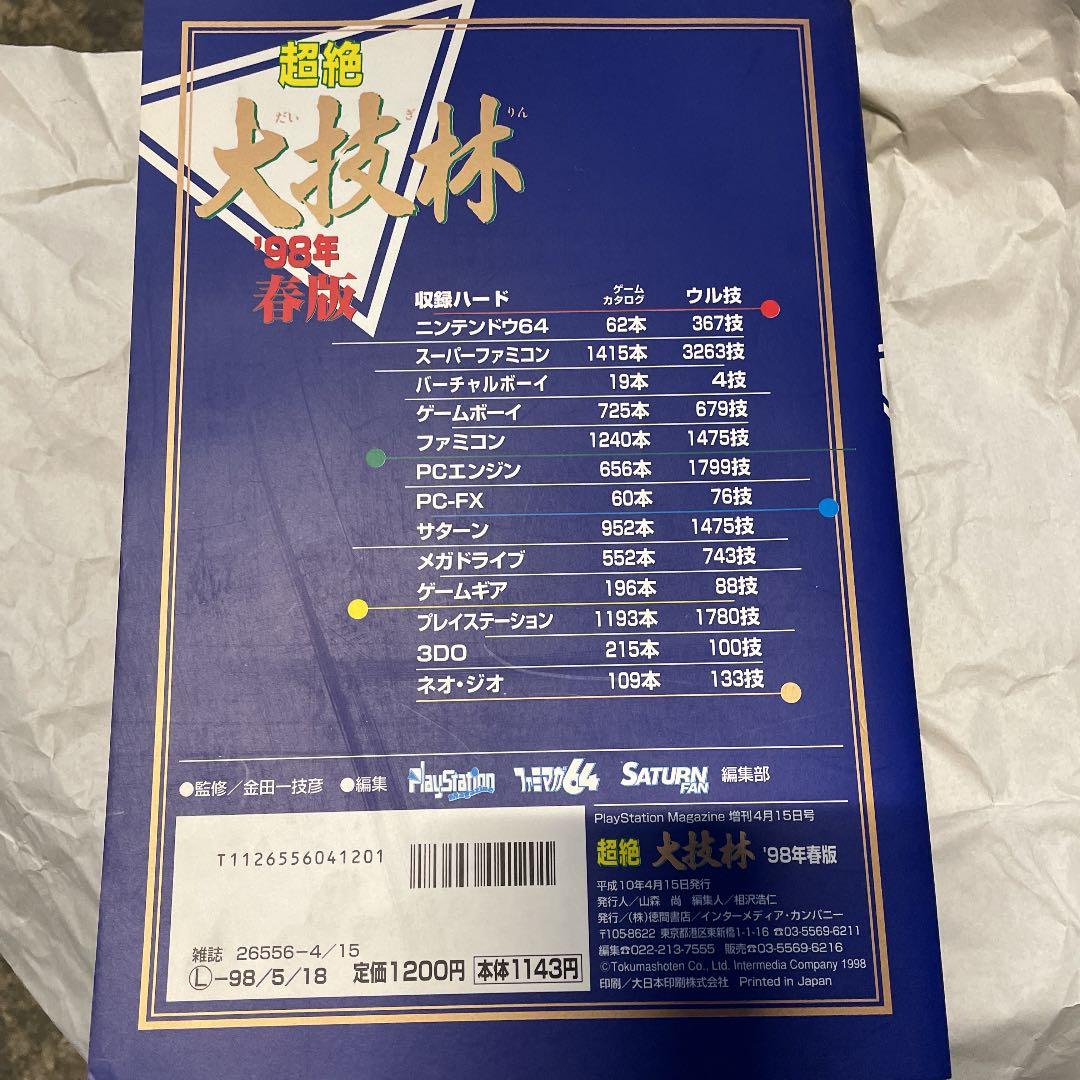 超絶
だい ぎ りん
大技林
'98年
春版
収録ハード ゲームカタログ ウル技
ニンテンドウ64 62本 367技
スーパーファミコン 1415本 3263技
バーチャルボーイ 19本 4技
ゲームボーイ 725本 679技
ファミコン 1240本 1475技
PCエンジン 656本 1799技
PC-FX 60本 76技
サターン 952本 1475技
メガドライブ 552本 743技
ゲームギア 196本 88技
プレイステーション 1193本 1780技
3DO 215本 100技
ネオ・ジオ 109本 133技
●監修／金田一技彦 ●編集 PlayStation Magazine ファミマガ64 SATURN FAN 編集部
PlayStation Magazine 増刊4月15日号
超絶 大技林 '98年春版
平成10年4月15日発行
発行人／山森 尚 編集人／相沢浩仁
発行／(株)徳間書店／インターメディア・カンパニー
〒105-8622 東京都港区東新橋1-1-16 ☎03-5569-6211
編集☎022-213-7555 販売☎03-5569-6216
©Tokumashoten Co., Ltd. Intermedia Company 1998
印刷／大日本印刷株式会社 Printed in Japan
T1126556041201
雑誌 26556-4/15
Ⓛ-98/5/18 定価1200円 本体1143円